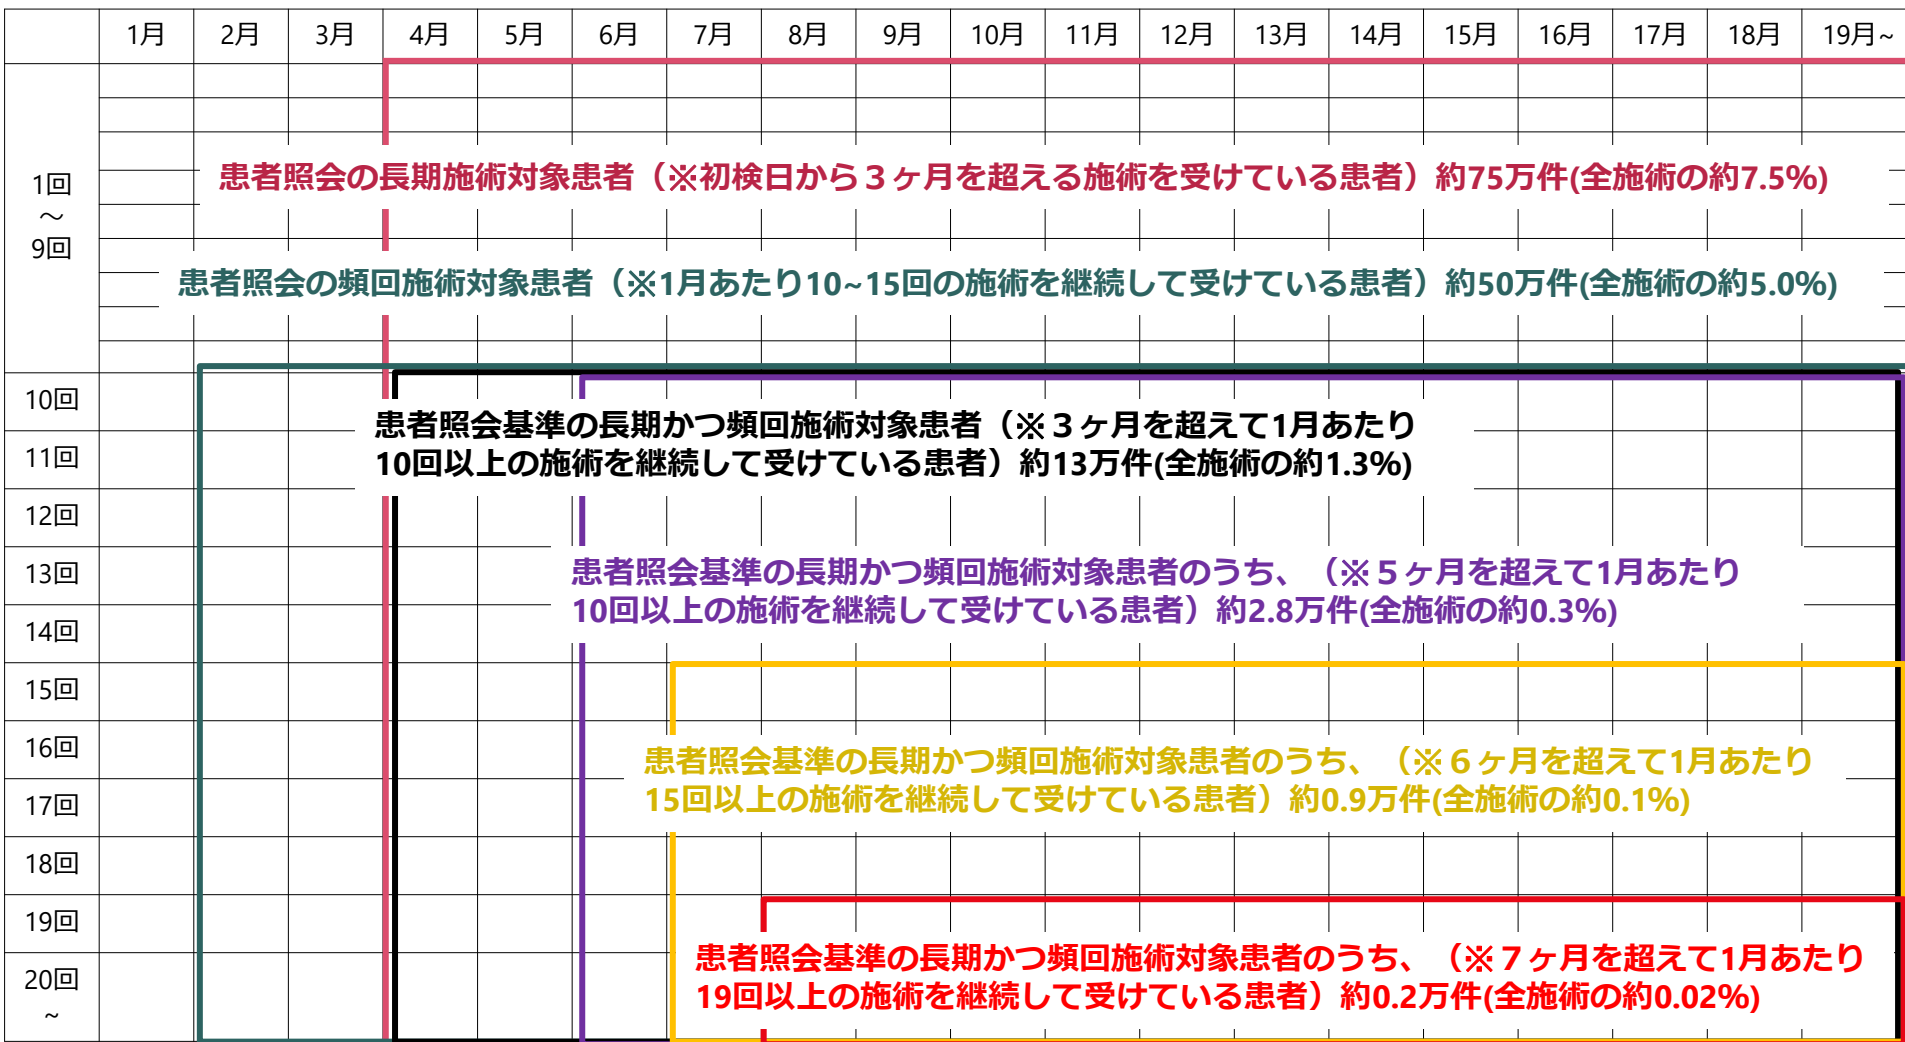 1月 2月 3月 4月 5月 6月 7月 8月 9月 10月 11月 12月 13月 14月 15月 16月 17月 18月 19月~
1回
～
9回
患者照会の長期施術対象患者（※初検日から３ヶ月を超える施術を受けている患者）約75万件(全施術の約7.5%)
患者照会の頻回施術対象患者（※1月あたり10~15回の施術を継続して受けている患者）約50万件(全施術の約5.0%)
10回
患者照会基準の長期かつ頻回施術対象患者（※３ヶ月を超えて1月あたり
10回以上の施術を継続して受けている患者）約13万件(全施術の約1.3%)
11回
12回
13回
患者照会基準の長期かつ頻回施術対象患者のうち、（※５ヶ月を超えて1月あたり
10回以上の施術を継続して受けている患者）約2.8万件(全施術の約0.3%)
14回
15回
16回
患者照会基準の長期かつ頻回施術対象患者のうち、（※６ヶ月を超えて1月あたり
15回以上の施術を継続して受けている患者）約0.9万件(全施術の約0.1%)
17回
18回
19回
患者照会基準の長期かつ頻回施術対象患者のうち、（※７ヶ月を超えて1月あたり
19回以上の施術を継続して受けている患者）約0.2万件(全施術の約0.02%)
20回
~